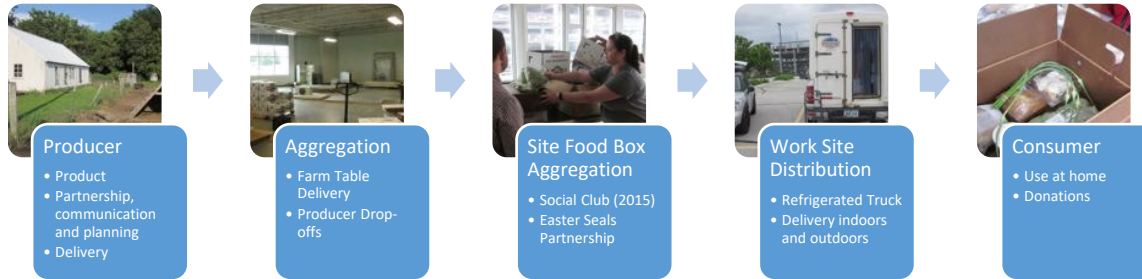 Producer
• Product
• Partnership,
communication
and planning
• Delivery
Aggregation
• Farm Table
Delivery
• Producer Drop-
offs
Site Food Box
Aggregation
• Social Club (2015)
• Easter Seals
Partnership
Work Site
Distribution
• Refrigerated Truck
• Delivery indoors
and outdoors
Consumer
• Use at home
• Donations